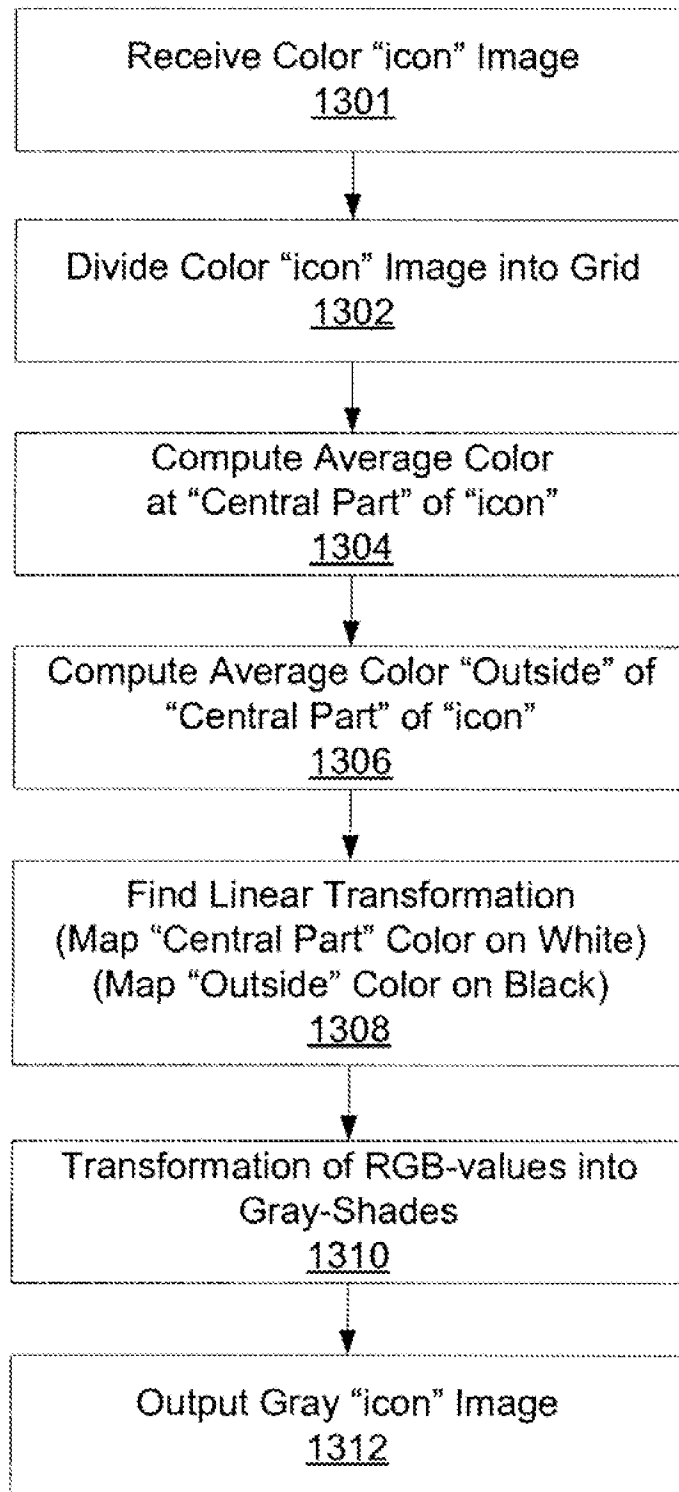 Receive Color “icon” Image
1301
Divide Color “icon” Image into Grid
1302
Compute Average Color
at “Central Part” of “icon”
1304
Compute Average Color “Outside” of
“Central Part” of “icon”
1306
Find Linear Transformation
(Map “Central Part” Color on White)
(Map “Outside” Color on Black)
1308
Transformation of RGB-values into
Gray-Shades
1310
Output Gray “icon” Image
1312